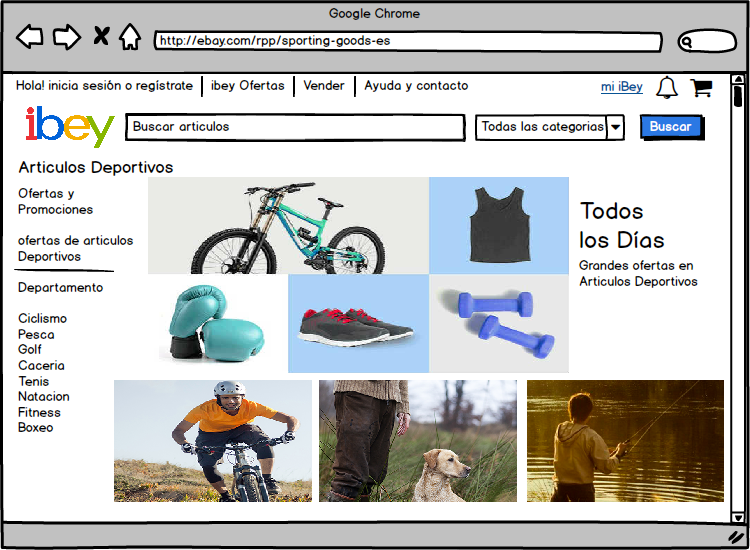 Google Chrome
http://ebay.com/rpp/sporting-goods-es
Hola! inicia sesión o regístrate
ibey Ofertas
Vender
Ayuda y contacto
mi iBey
ibey
Buscar articulos
Todas las categorias
Buscar
Articulos Deportivos
Ofertas y
Promociones
ofertas de articulos
Deportivos
Departamento
Ciclismo
Pesca
Golf
Caceria
Tenis
Natacion
Fitness
Boxeo
Todos
los Días
Grandes ofertas en
Articulos Deportivos